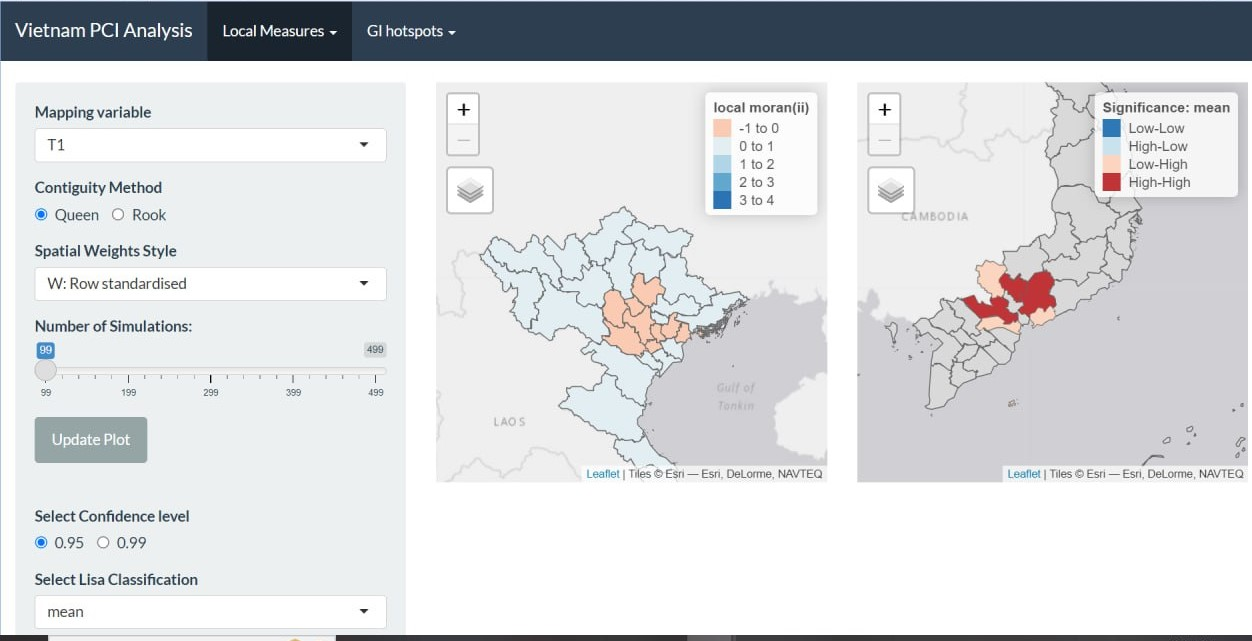 Vietnam PCI Analysis Local Measures GI hotspots
Mapping variable
T1
Contiguity Method
Queen Rook
Spatial Weights Style
W: Row standardised
Number of Simulations:
99 499
99 199 299 399 499
Update Plot
Select Confidence level
0.95 0.99
Select Lisa Classification
mean
+
−
local moran(ii)
-1 to 0
0 to 1
1 to 2
2 to 3
3 to 4
LAOS
Gulf of
Tonkin
Leaflet | Tiles © Esri — Esri, DeLorme, NAVTEQ
+
−
Significance: mean
Low-Low
High-Low
Low-High
High-High
CAMBODIA
Leaflet | Tiles © Esri — Esri, DeLorme, NAVTEQ